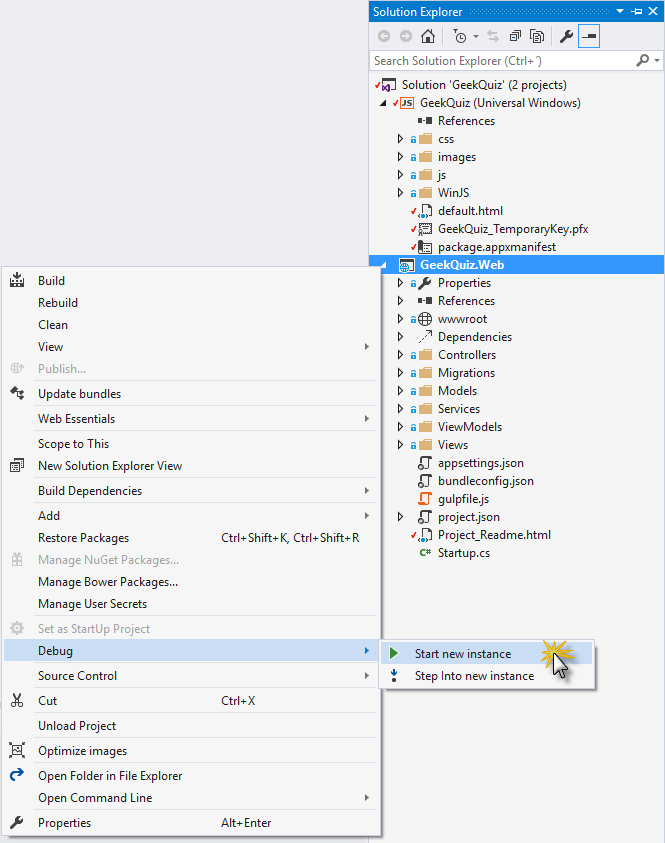 Solution Explorer
Search Solution Explorer (Ctrl+´)
Solution 'GeekQuiz' (2 projects)
JS GeekQuiz (Universal Windows)
References
css
images
js
WinJS
default.html
GeekQuiz_TemporaryKey.pfx
package.appxmanifest
GeekQuiz.Web
Properties
References
wwwroot
Dependencies
Controllers
Migrations
Models
Services
ViewModels
Views
appsettings.json
bundleconfig.json
gulpfile.js
project.json
Project_Readme.html
C# Startup.cs
Build
Rebuild
Clean
View
Publish...
Update bundles
Web Essentials
Scope to This
New Solution Explorer View
Build Dependencies
Add
Restore Packages Ctrl+Shift+K, Ctrl+Shift+R
Manage NuGet Packages...
Manage Bower Packages...
Manage User Secrets
Set as StartUp Project
Debug
Source Control
Cut Ctrl+X
Unload Project
Optimize images
Open Folder in File Explorer
Open Command Line
Properties Alt+Enter
Start new instance
Step Into new instance